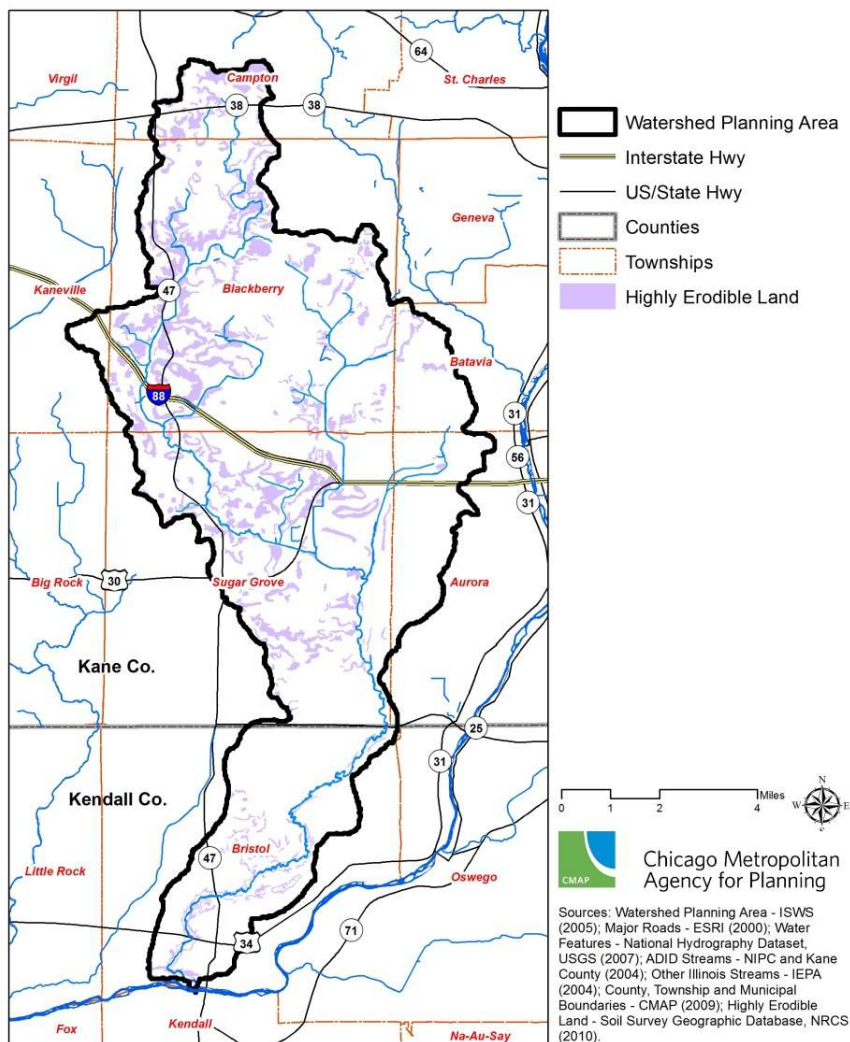 64
Virgil
Campton
St. Charles
38
38
Geneva
47
Kaneville
Blackberry
Batavia
88
31
56
31
Big Rock
30
Sugar Grove
Aurora
Kane Co.
25
31
Kendall Co.
47
Bristol
Little Rock
Oswego
71
34
Fox
Kendall
Na-Au-Say
Watershed Planning Area
Interstate Hwy
US/State Hwy
Counties
Townships
Highly Erodible Land
Miles
0 1 2 4
N
W E
S
CMAP
Chicago Metropolitan
Agency for Planning
Sources: Watershed Planning Area - ISWS
(2005); Major Roads - ESRI (2000); Water
Features - National Hydrography Dataset,
USGS (2007); ADID Streams - NIPC and Kane
County (2004); Other Illinois Streams - IEPA
(2004); County, Township and Municipal
Boundaries - CMAP (2009); Highly Erodible
Land - Soil Survey Geographic Database, NRCS
(2010).